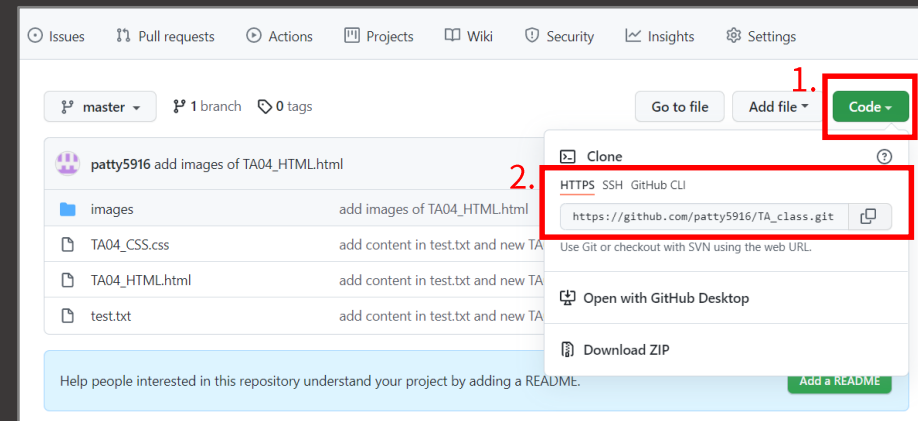 Issues Pull requests Actions Projects Wiki Security Insights Settings
1.
master 1 branch 0 tags Go to file Add file Code
patty5916 add images of TA04_HTML.html
Clone
2.
HTTPS SSH GitHub CLI
images add images of TA04_HTML.html
https://github.com/patty5916/TA_class.git
TA04_CSS.css add content in test.txt and new TA
Use Git or checkout with SVN using the web URL.
TA04_HTML.html add content in test.txt and new TA
Open with GitHub Desktop
test.txt add content in test.txt and new TA
Download ZIP
Help people interested in this repository understand your project by adding a README.
Add a README